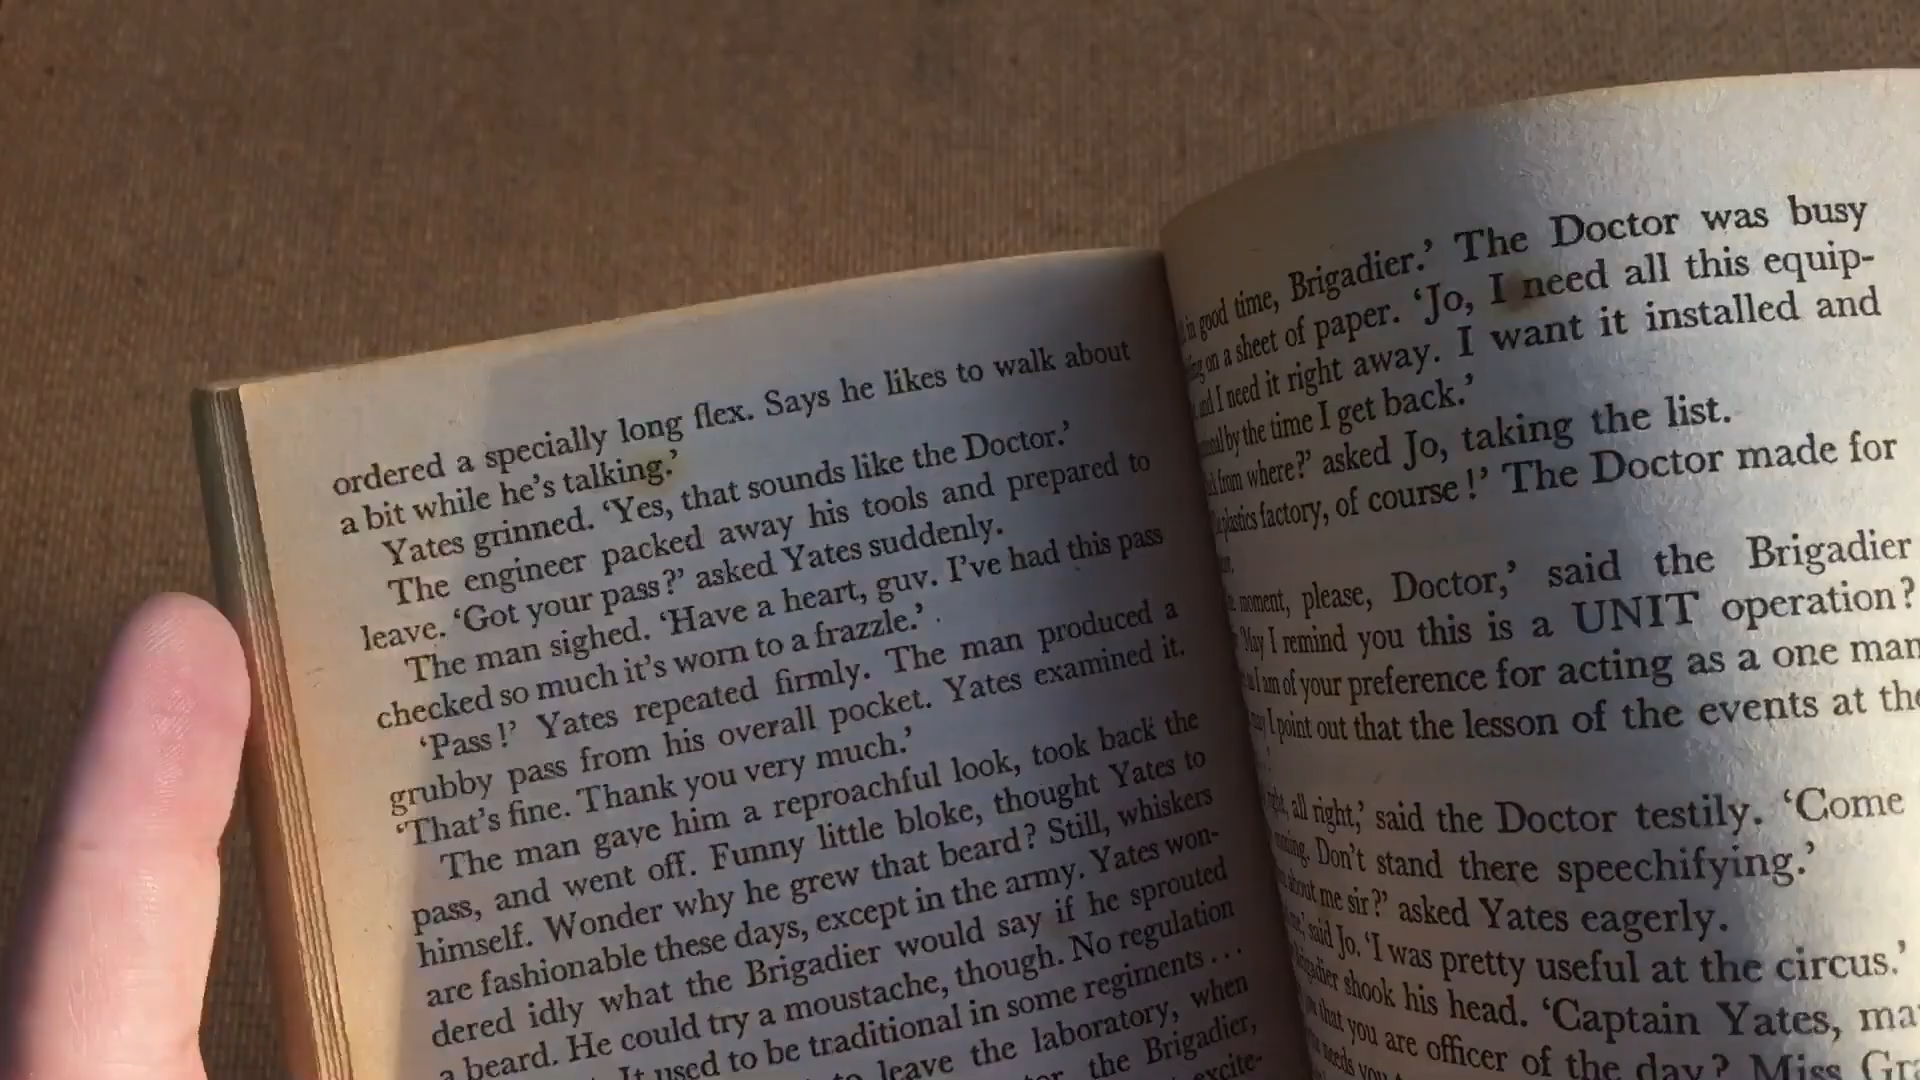 ordered a specially long flex. Says he likes to walk about
a bit while he's talking.'
Yates grinned. 'Yes, that sounds like the Doctor.'
The engineer packed away his tools and prepared to
leave. 'Got your pass?' asked Yates suddenly.
The man sighed. 'Have a heart, guv. I've had this pass
checked so much it's worn to a frazzle.'
'Pass!' Yates repeated firmly. The man produced a
grubby pass from his overall pocket. Yates examined it.
'That's fine. Thank you very much.'
The man gave him a reproachful look, took back the
pass, and went off. Funny little bloke, thought Yates to
himself. Wonder why he grew that beard? Still, whiskers
are fashionable these days, except in the army. Yates won-
dered idly what the Brigadier would say if he sprouted
a beard. He could try a moustache, though. No regulation
It used to be traditional in some regiments...
to leave the laboratory, when
the Brigadier,
excite-
in good time, Brigadier.' The Doctor was busy
on a sheet of paper. 'Jo, I need all this equip-
and I need it right away. I want it installed and
by the time I get back.'
from where?' asked Jo, taking the list.
plastics factory, of course!' The Doctor made for
moment, please, Doctor,' said the Brigadier
May I remind you this is a UNIT operation?
I am of your preference for acting as a one man
may I point out that the lesson of the events at the
all right,' said the Doctor testily. 'Come
Don't stand there speechifying.'
about me sir?' asked Yates eagerly.
said Jo. 'I was pretty useful at the circus.'
shook his head. 'Captain Yates, may
that you are officer of the day? Miss
needs you